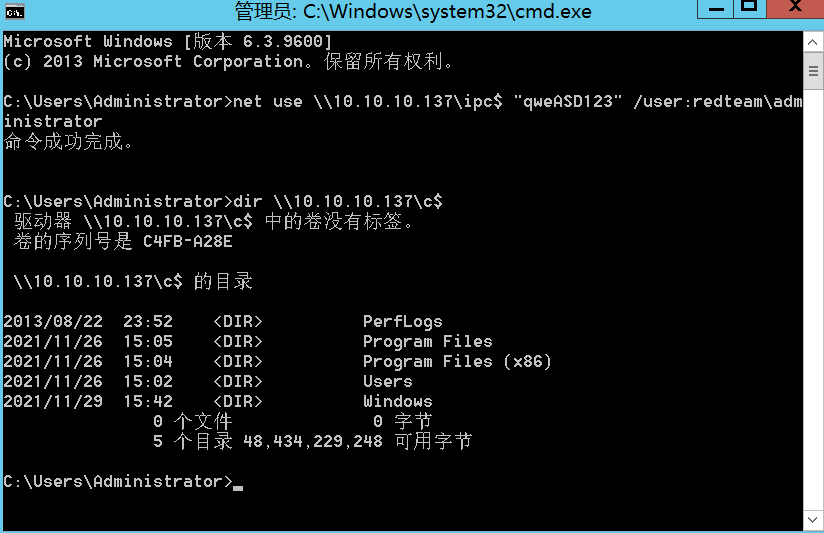 管理员: C:\Windows\system32\cmd.exe
Microsoft Windows [版本 6.3.9600]
(c) 2013 Microsoft Corporation。保留所有权利。
C:\Users\Administrator>net use \\10.10.10.137\ipc$ "qweASD123" /user:redteam\adm
inistrator
命令成功完成。
C:\Users\Administrator>dir \\10.10.10.137\c$
驱动器 \\10.10.10.137\c$ 中的卷没有标签。
卷的序列号是 C4FB-A28E
\\10.10.10.137\c$ 的目录
2013/08/22  23:52    <DIR>          PerfLogs
2021/11/26  15:05    <DIR>          Program Files
2021/11/26  15:04    <DIR>          Program Files (x86)
2021/11/26  15:02    <DIR>          Users
2021/11/29  15:42    <DIR>          Windows
0 个文件              0 字节
5 个目录 48,434,229,248 可用字节
C:\Users\Administrator>